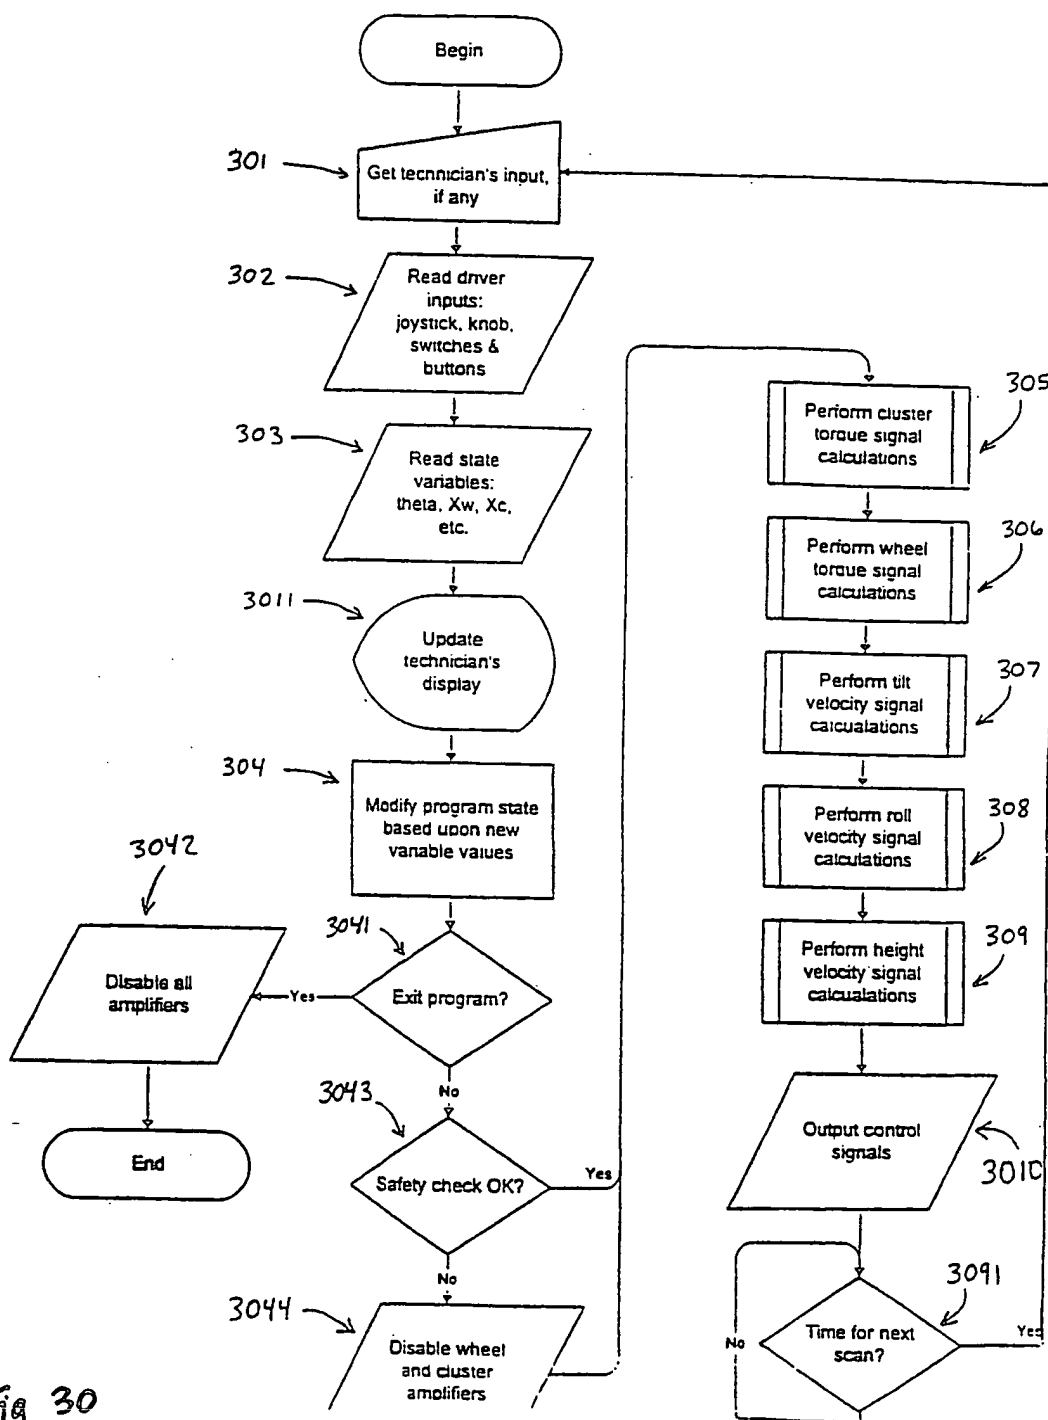 Begin
301
Get technician's input,
if any
302
Read driver
inputs:
joystick, knob,
switches &
buttons
303
Read state
variables:
theta, Xw, Xc,
etc.
3011
Update
technician's
display
304
Modify program state
based upon new
variable values
3041
Exit program?
Yes
3042
Disable all
amplifiers
End
No
3043
Safety check OK?
Yes
No
3044
Disable wheel
and cluster
amplifiers
305
Perform cluster
torque signal
calculations
306
Perform wheel
torque signal
calculations
307
Perform tilt
velocity signal
calcualations
308
Perform roll
velocity signal
calculations
309
Perform height
velocity signal
calcualations
Output control
signals
3010
3091
Time for next
scan?
No
Yes
Fig 30